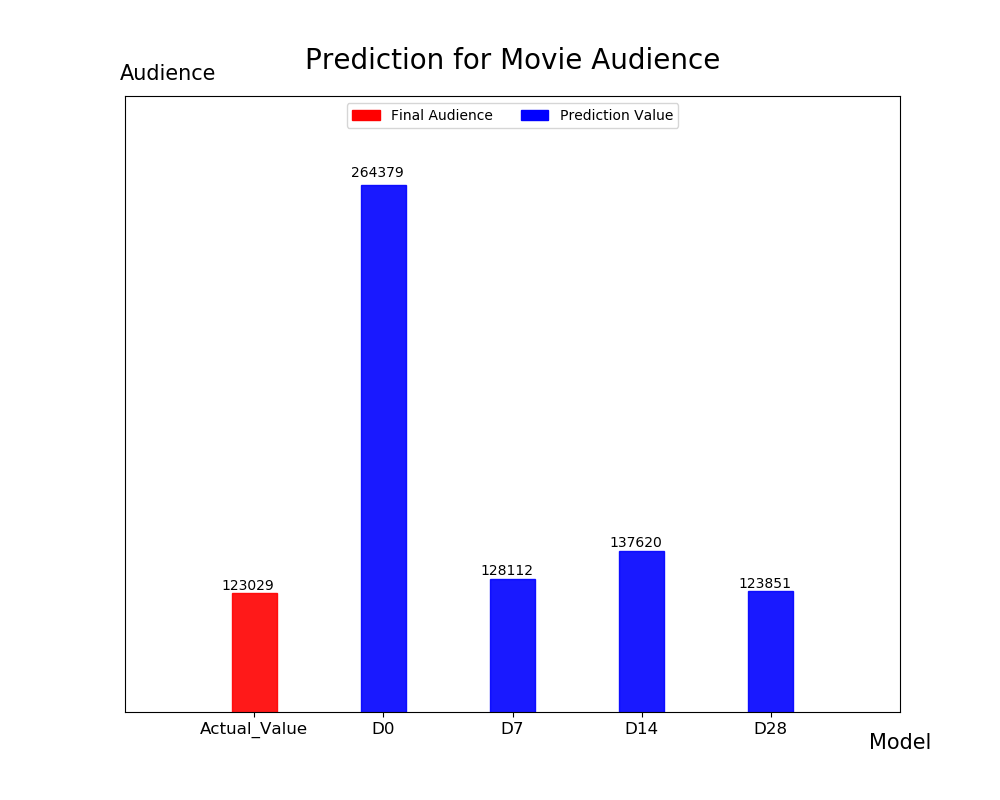 Prediction for Movie Audience
Audience
Final Audience
Prediction Value
264379
137620
128112
123851
123029
Actual_Value
D0
D7
D14
D28
Model